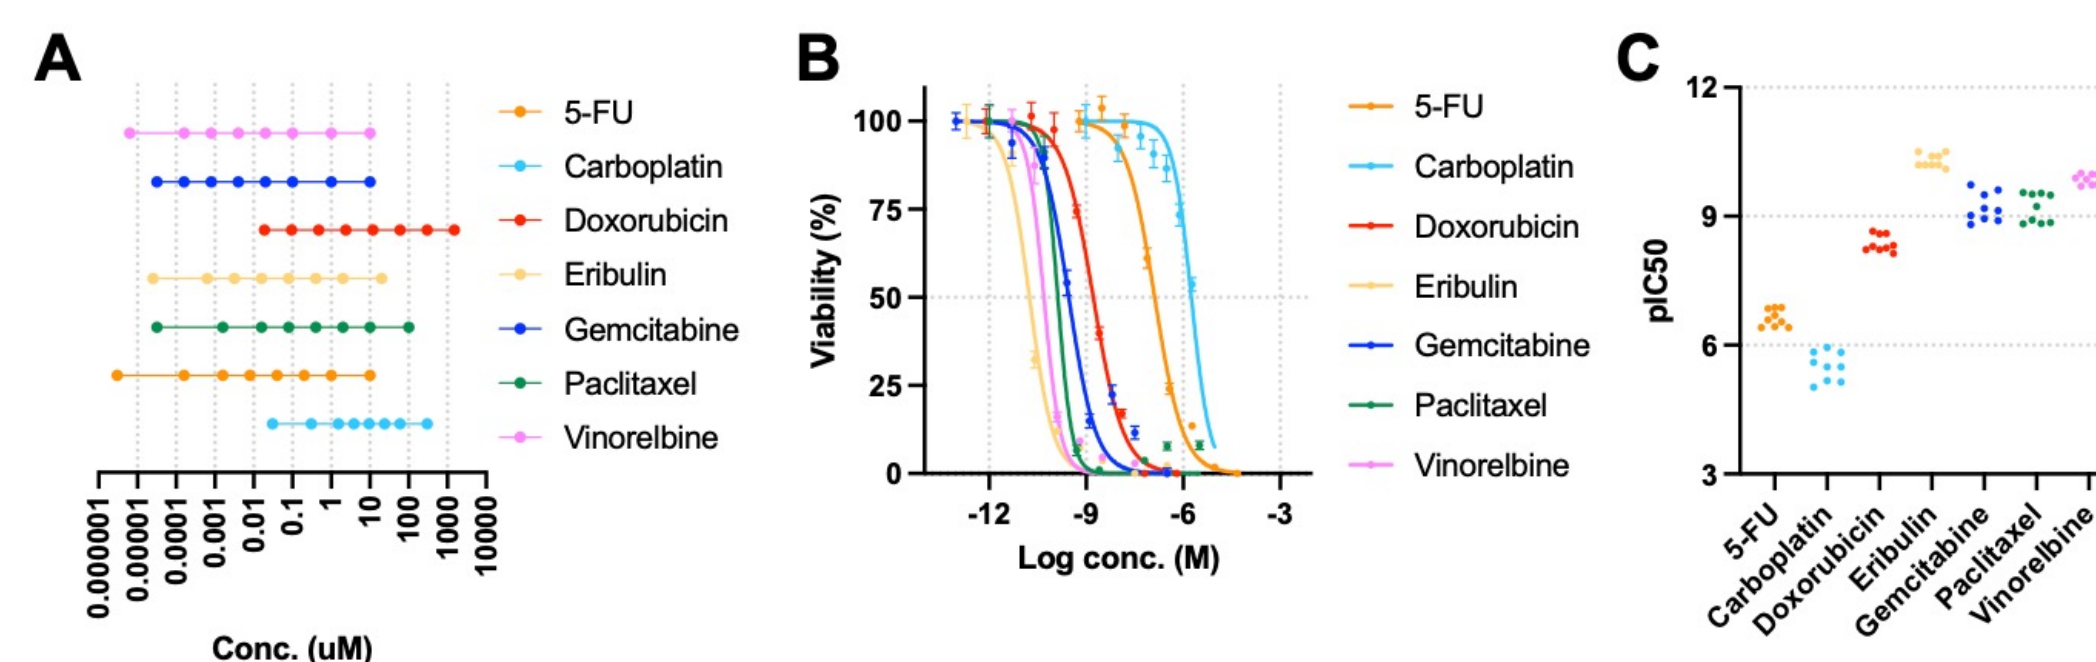 A
5-FU
Carboplatin
Doxorubicin
Eribulin
Gemcitabine
Paclitaxel
Vinorelbine
0.000001
0.00001
0.0001
0.001
0.01
0.1
1
10
100
1000
10000
Conc. (uM)
B
100
75
50
25
0
Viability (%)
-12
-9
-6
-3
Log conc. (M)
5-FU
Carboplatin
Doxorubicin
Eribulin
Gemcitabine
Paclitaxel
Vinorelbine
C
12
9
6
3
pIC50
5-FU
Carboplatin
Doxorubicin
Eribulin
Gemcitabine
Paclitaxel
Vinorelbine